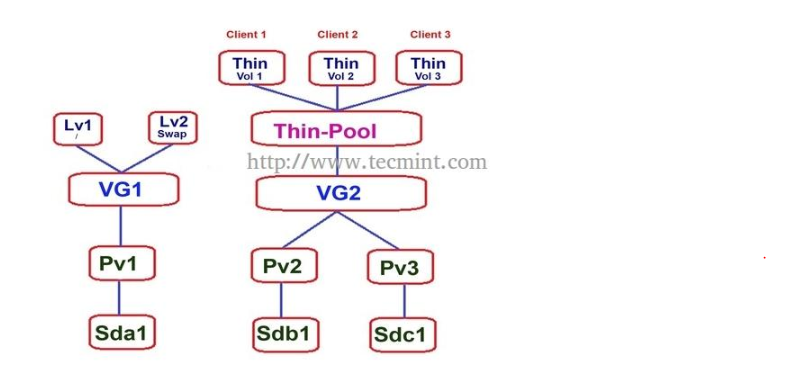 Client 1 Client 2 Client 3
Thin Thin Thin
Vol 1 Vol 2 Vol 3
Lv1 Lv2
/ Swap
Thin-Pool
http://www.tecmint.com
VG1 VG2
Pv1 Pv2 Pv3
Sda1 Sdb1 Sdc1